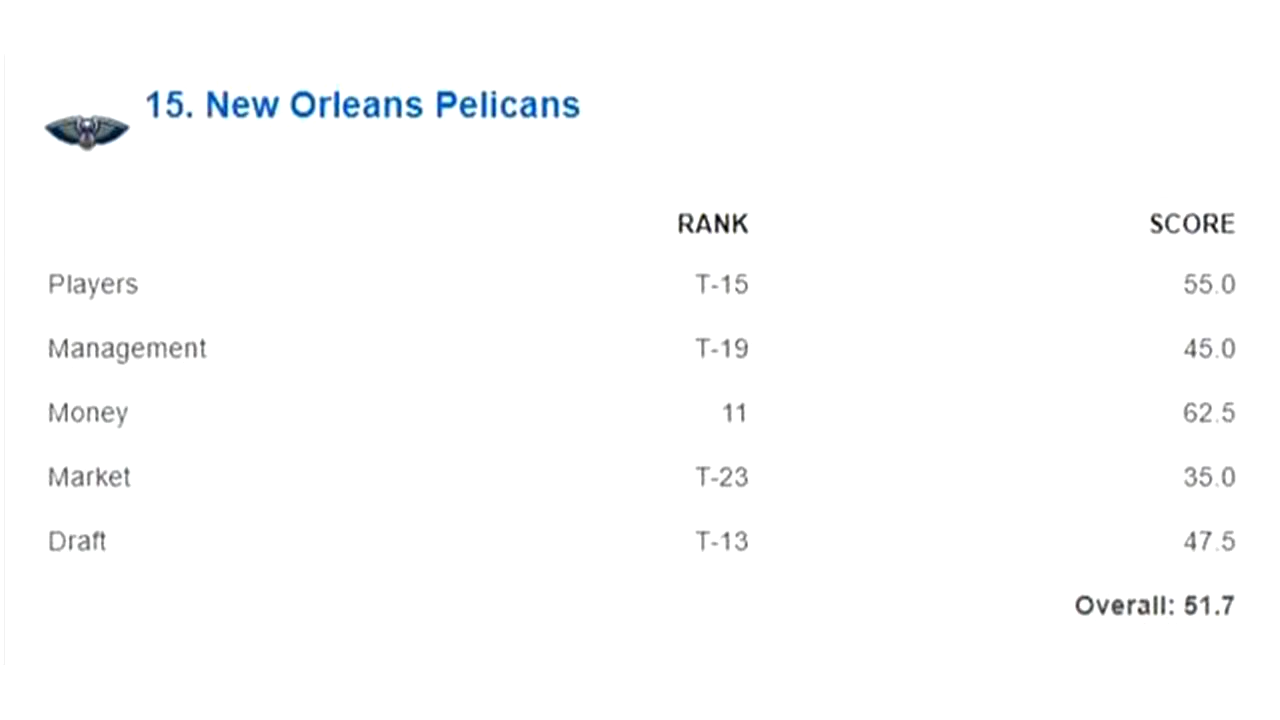 15. New Orleans Pelicans
RANK SCORE
Players T-15 55.0
Management T-19 45.0
Money 11 62.5
Market T-23 35.0
Draft T-13 47.5
Overall: 51.7